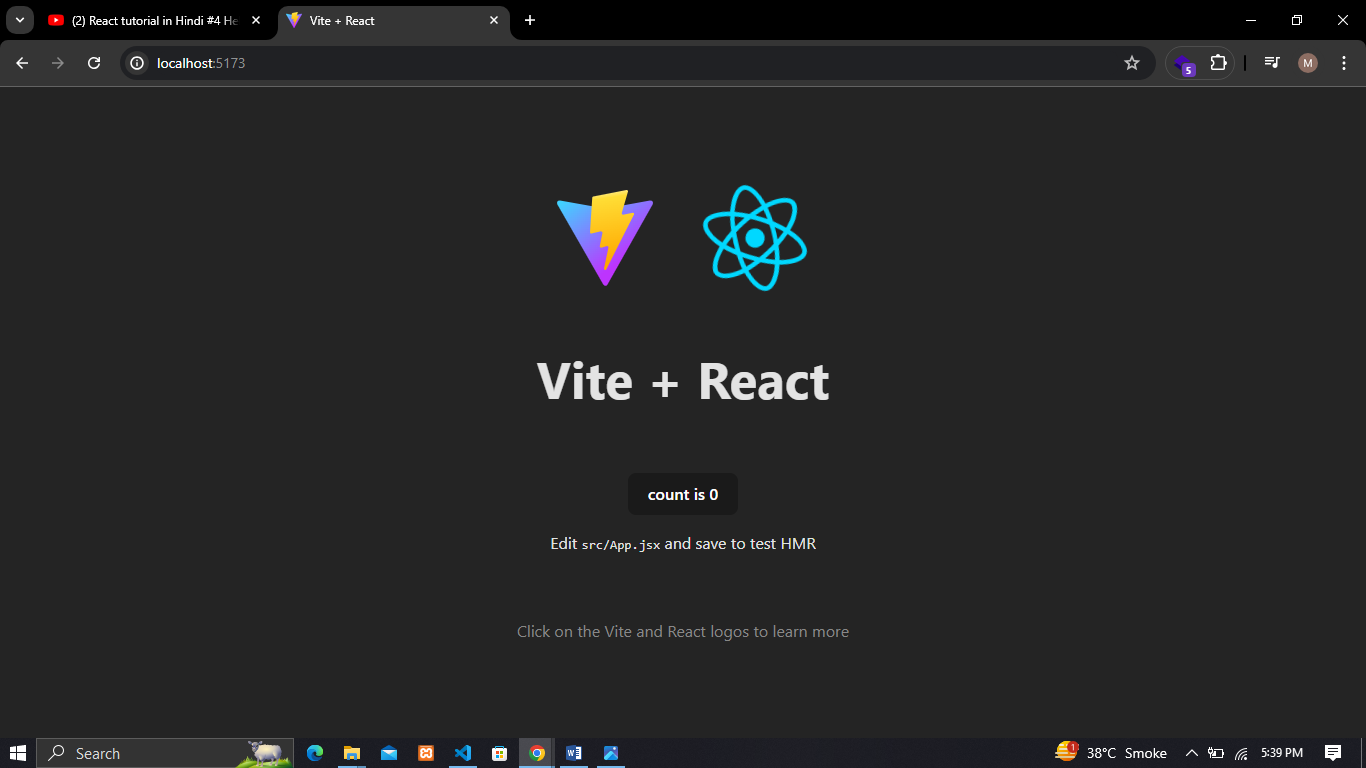 (2) React tutorial in Hindi #4 He
Vite + React
localhost:5173
5
M
Vite + React
count is 0
Edit src/App.jsx and save to test HMR
Click on the Vite and React logos to learn more
Search
W
1
38°C Smoke
5:39 PM